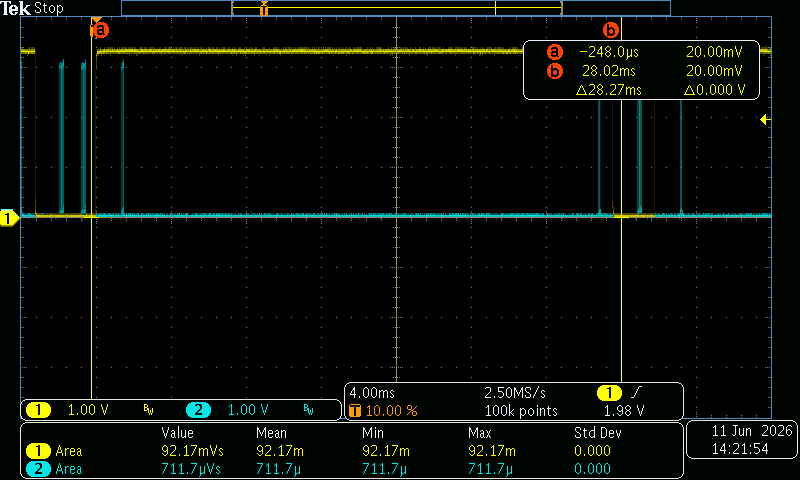 Tek Stop
T
a
b
a -248.0µs 20.00mV
b 28.02ms 20.00mV
△28.27ms △0.000 V
1
1 1.00 V BW 2 1.00 V BW
4.00ms 2.50MS/s 1
T 10.00 % 100k points 1.98 V
Value Mean Min Max Std Dev
1 Area 92.17mVs 92.17m 92.17m 92.17m 0.000
2 Area 711.7µVs 711.7µ 711.7µ 711.7µ 0.000
11 Jun 2026
14:21:54